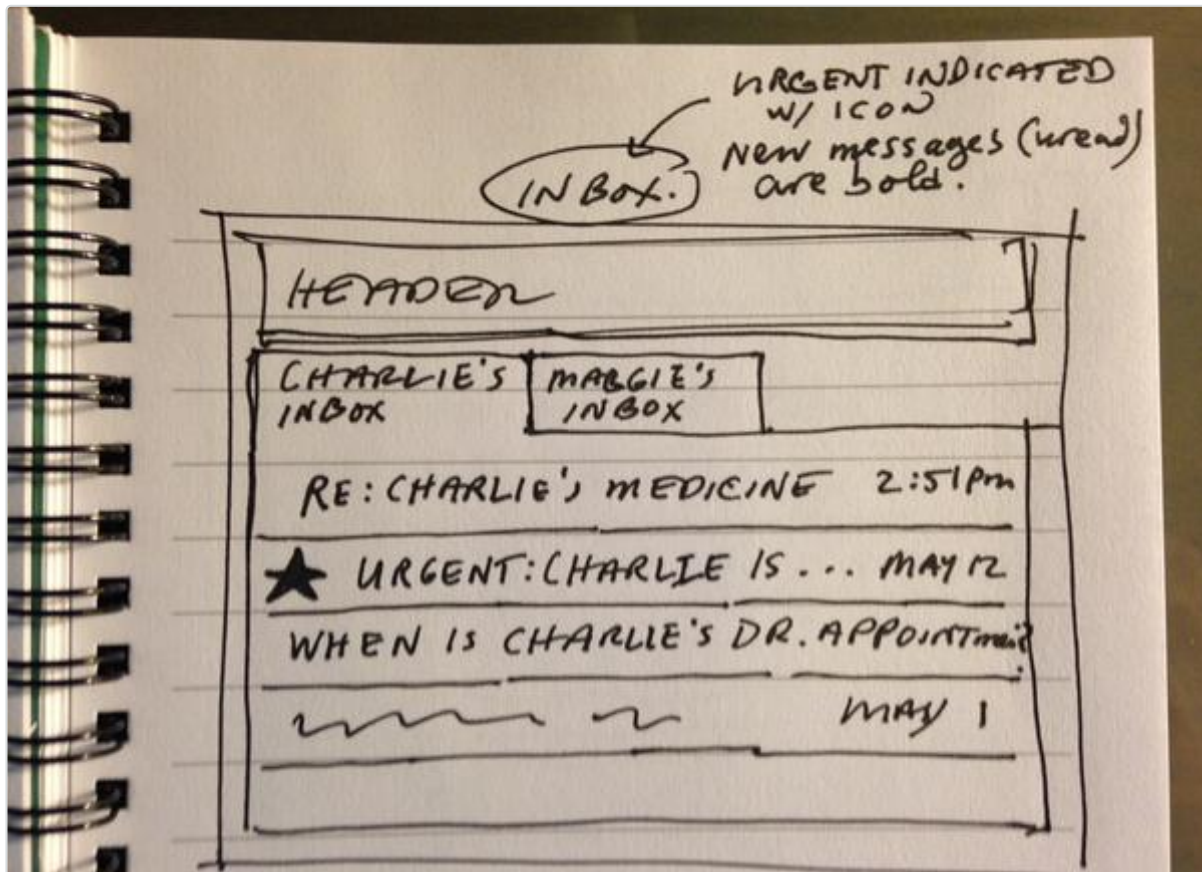 URGENT INDICATED
W/ ICON
New messages (unread)
are bold.
INBOX.
HEADER
CHARLIE'S
INBOX
MAGGIE'S
INBOX
RE: CHARLIE'S MEDICINE 2:51pm
URGENT: CHARLIE IS ... MAY 12
WHEN IS CHARLIE'S DR. APPOINTment?
MAY 1